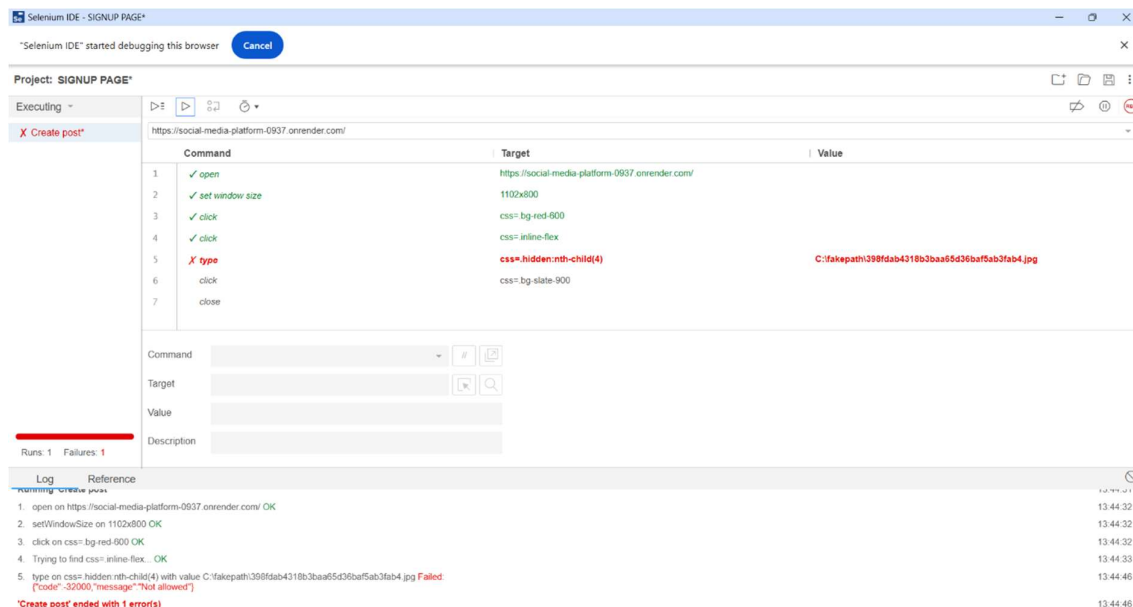 Selenium IDE - SIGNUP PAGE*
"Selenium IDE" started debugging this browser Cancel
Project: SIGNUP PAGE*
Executing
X Create post*
https://social-media-platform-0937.onrender.com/
Command Target Value
1 ✓ open https://social-media-platform-0937.onrender.com/
2 ✓ set window size 1102x800
3 ✓ click css=.bg-red-600
4 ✓ click css=.inline-flex
5 ✗ type css=.hidden:nth-child(4) C:\fakepath\398fdab4318b3baa65d36baf5ab3fab4.jpg
6 click css=.bg-slate-900
7 close
Command //
Target
Value
Description
Runs: 1 Failures: 1
Log Reference
Running 'Create post' 13:44:31
1. open on https://social-media-platform-0937.onrender.com/ OK 13:44:32
2. setWindowSize on 1102x800 OK 13:44:32
3. click on css=.bg-red-600 OK 13:44:32
4. Trying to find css=.inline-flex... OK 13:44:33
5. type on css=.hidden:nth-child(4) with value C:\fakepath\398fdab4318b3baa65d36baf5ab3fab4.jpg Failed: 13:44:46
{"code":-32000,"message":"Not allowed"}
'Create post' ended with 1 error(s) 13:44:46